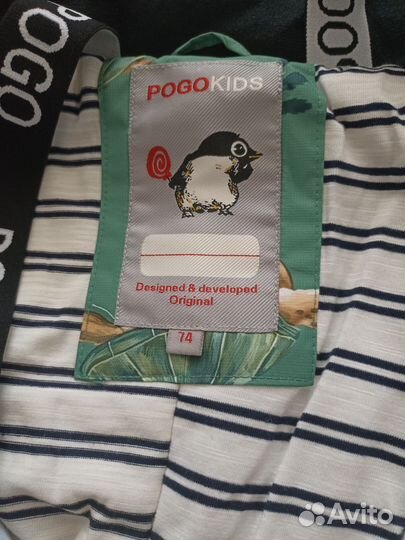 POGO
POGO
POGOKIDS
Designed & developed
Original
74
Avito